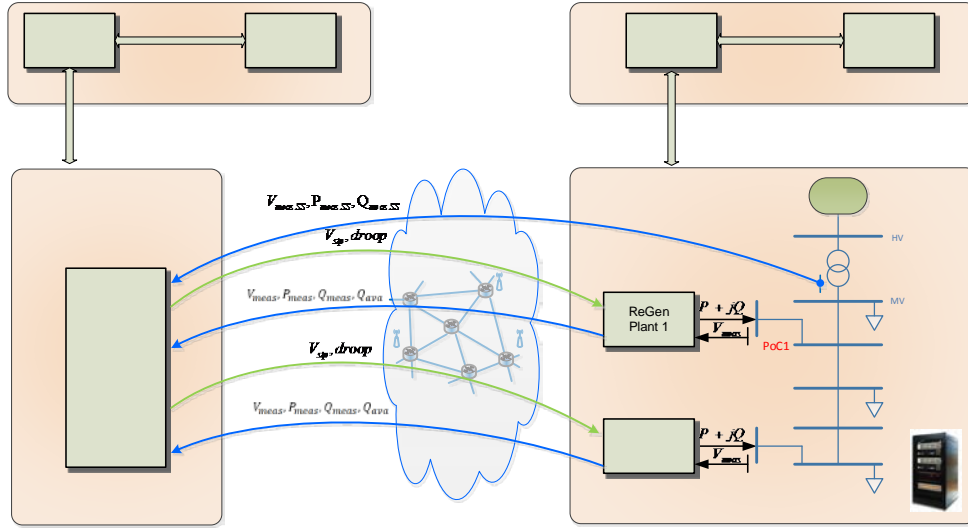 V_meas,SS, P_meas,SS, Q_meas,SS
V_stp, droop
V_meas, P_meas, Q_meas, Q_ava
V_stp, droop
V_meas, P_meas, Q_meas, Q_ava
HV
MV
ReGen
Plant 1
P + jQ
V_meas
PoC1
P + jQ
V_meas